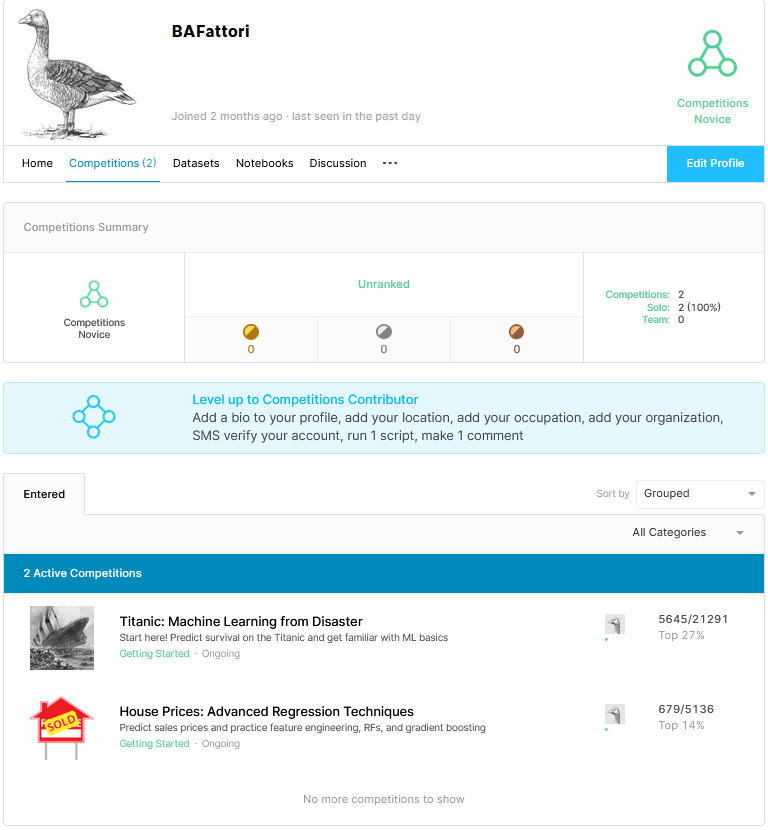 BAFattori
Joined 2 months ago · last seen in the past day
Competitions
Novice
Home Competitions (2) Datasets Notebooks Discussion ···
Edit Profile
Competitions Summary
Competitions
Novice
Unranked
0 0 0
Competitions: 2
Solo: 2 (100%)
Team: 0
Level up to Competitions Contributor
Add a bio to your profile, add your location, add your occupation, add your organization,
SMS verify your account, run 1 script, make 1 comment
Entered
Sort by Grouped
All Categories
2 Active Competitions
Titanic: Machine Learning from Disaster
Start here! Predict survival on the Titanic and get familiar with ML basics
Getting Started · Ongoing
5645/21291
Top 27%
SOLD
House Prices: Advanced Regression Techniques
Predict sales prices and practice feature engineering, RFs, and gradient boosting
Getting Started · Ongoing
679/5136
Top 14%
No more competitions to show